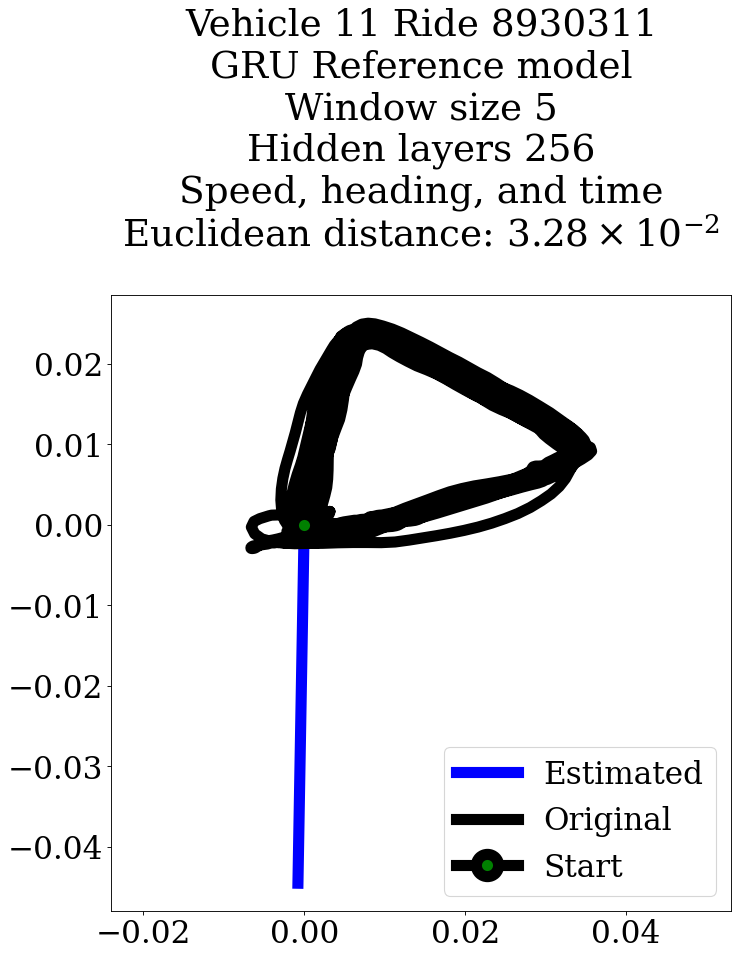 Vehicle 11 Ride 8930311
GRU Reference model
Window size 5
Hidden layers 256
Speed, heading, and time
Euclidean distance: 3.28 × 10⁻²
0.02
0.01
0.00
−0.01
−0.02
−0.03
−0.04
Estimated
Original
Start
−0.02 0.00 0.02 0.04